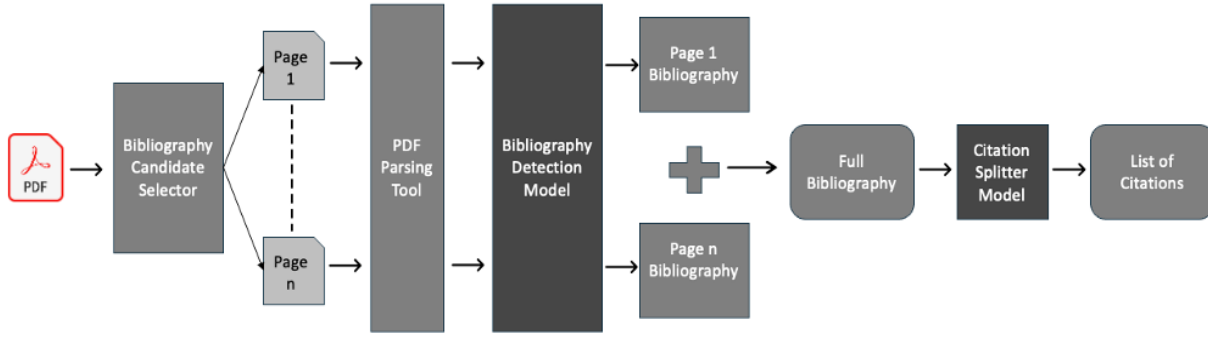 PDF
Bibliography
Candidate
Selector
Page
1
Page
n
PDF
Parsing
Tool
Bibliography
Detection
Model
Page 1
Bibliography
Page n
Bibliography
Full
Bibliography
Citation
Splitter
Model
List of
Citations